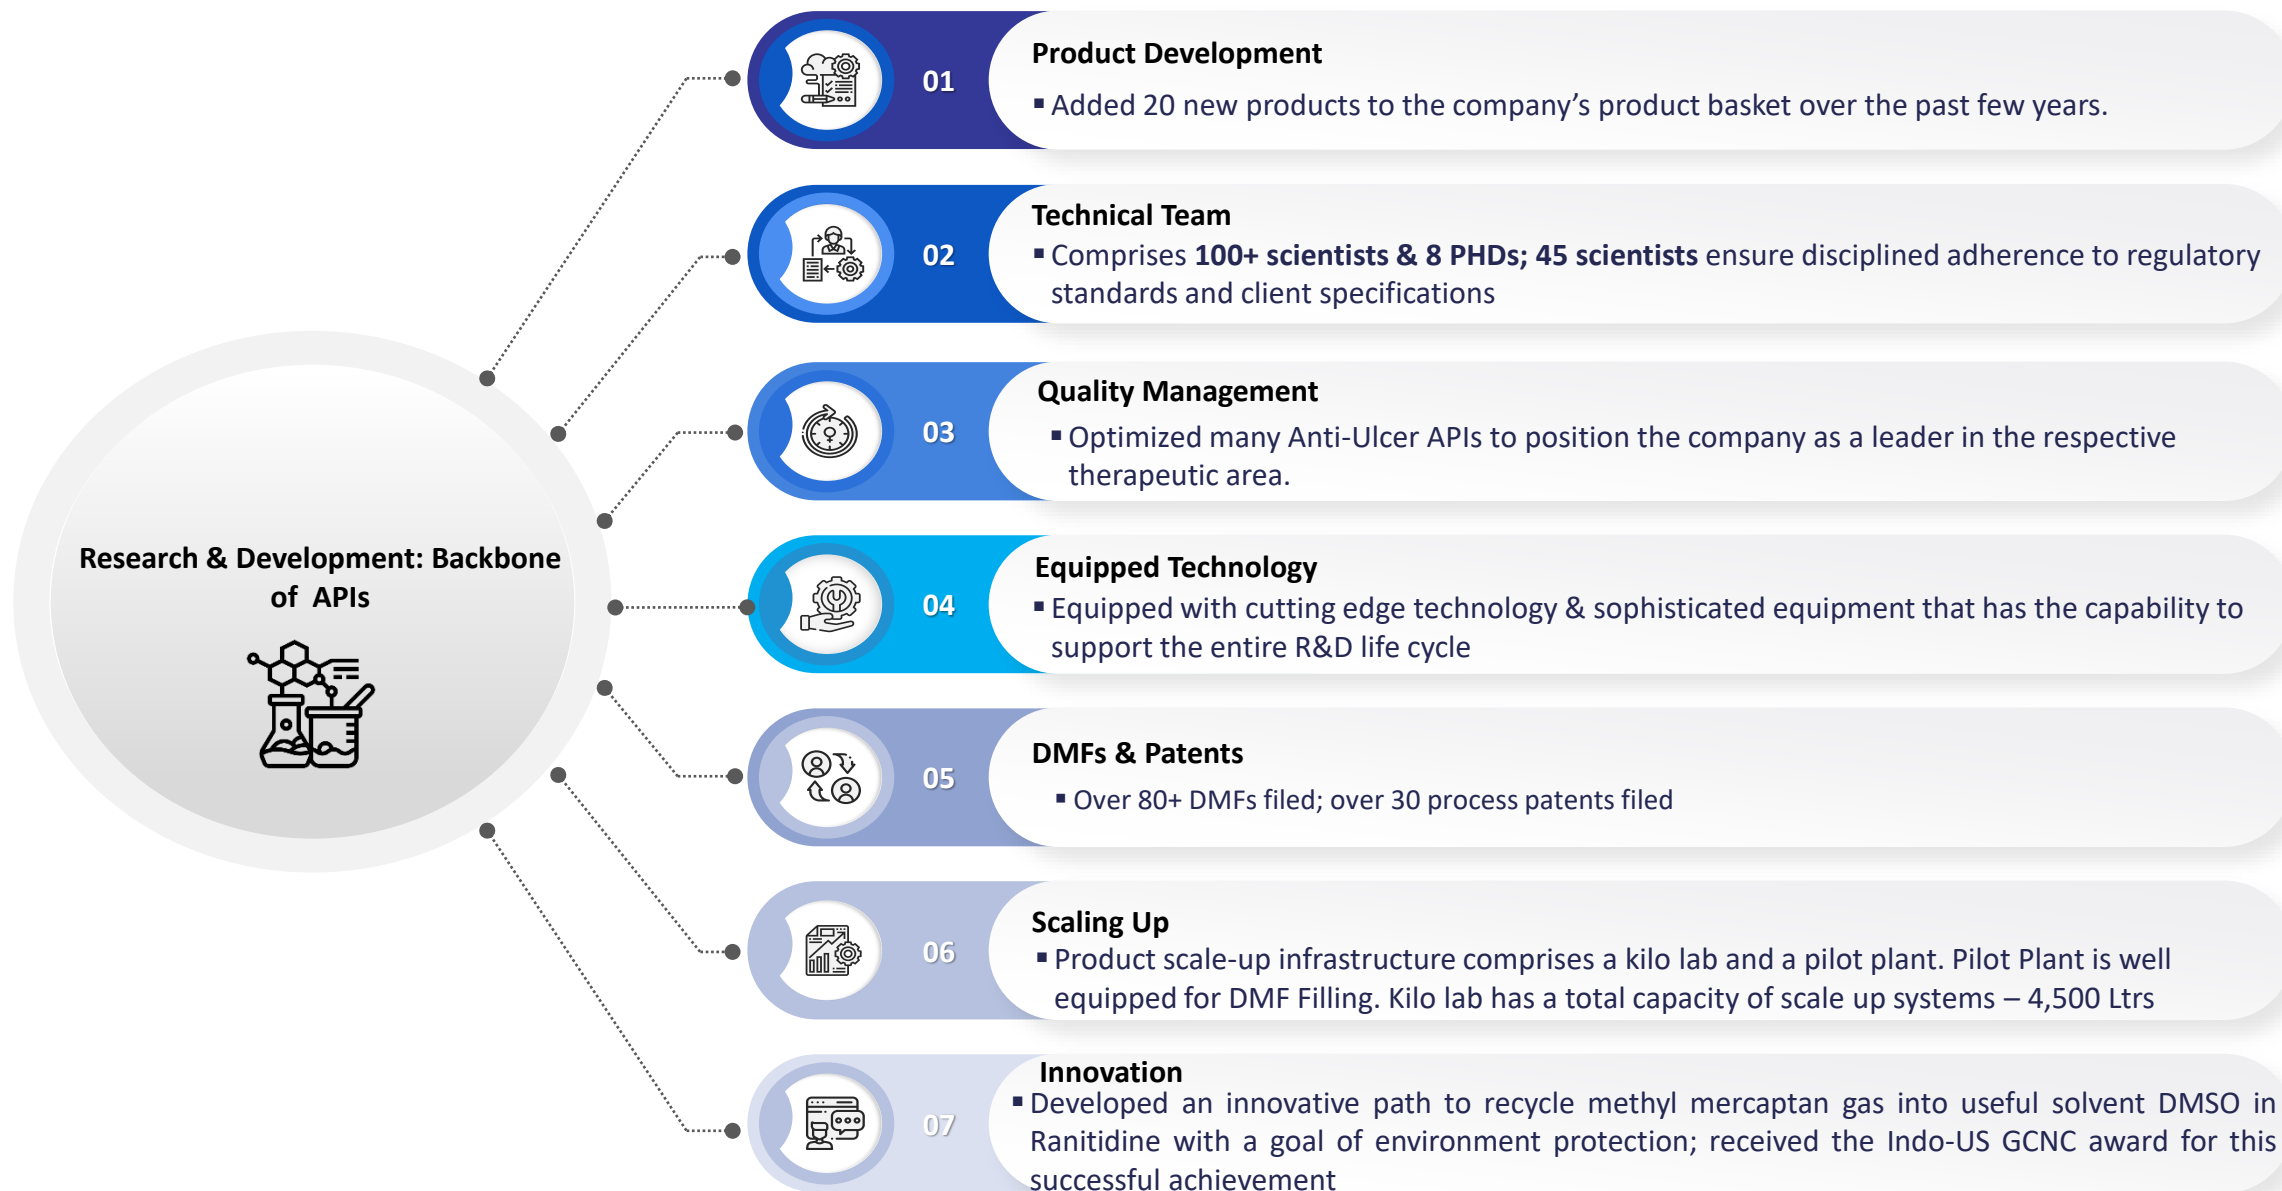 Research & Development: Backbone
of APIs
01
Product Development
▪ Added 20 new products to the company’s product basket over the past few years.
02
Technical Team
▪ Comprises 100+ scientists & 8 PHDs; 45 scientists ensure disciplined adherence to regulatory
standards and client specifications
03
Quality Management
▪ Optimized many Anti-Ulcer APIs to position the company as a leader in the respective
therapeutic area.
04
Equipped Technology
▪ Equipped with cutting edge technology & sophisticated equipment that has the capability to
support the entire R&D life cycle
05
DMFs & Patents
▪ Over 80+ DMFs filed; over 30 process patents filed
06
Scaling Up
▪ Product scale-up infrastructure comprises a kilo lab and a pilot plant. Pilot Plant is well
equipped for DMF Filling. Kilo lab has a total capacity of scale up systems – 4,500 Ltrs
07
Innovation
▪ Developed an innovative path to recycle methyl mercaptan gas into useful solvent DMSO in
Ranitidine with a goal of environment protection; received the Indo-US GCNC award for this
successful achievement